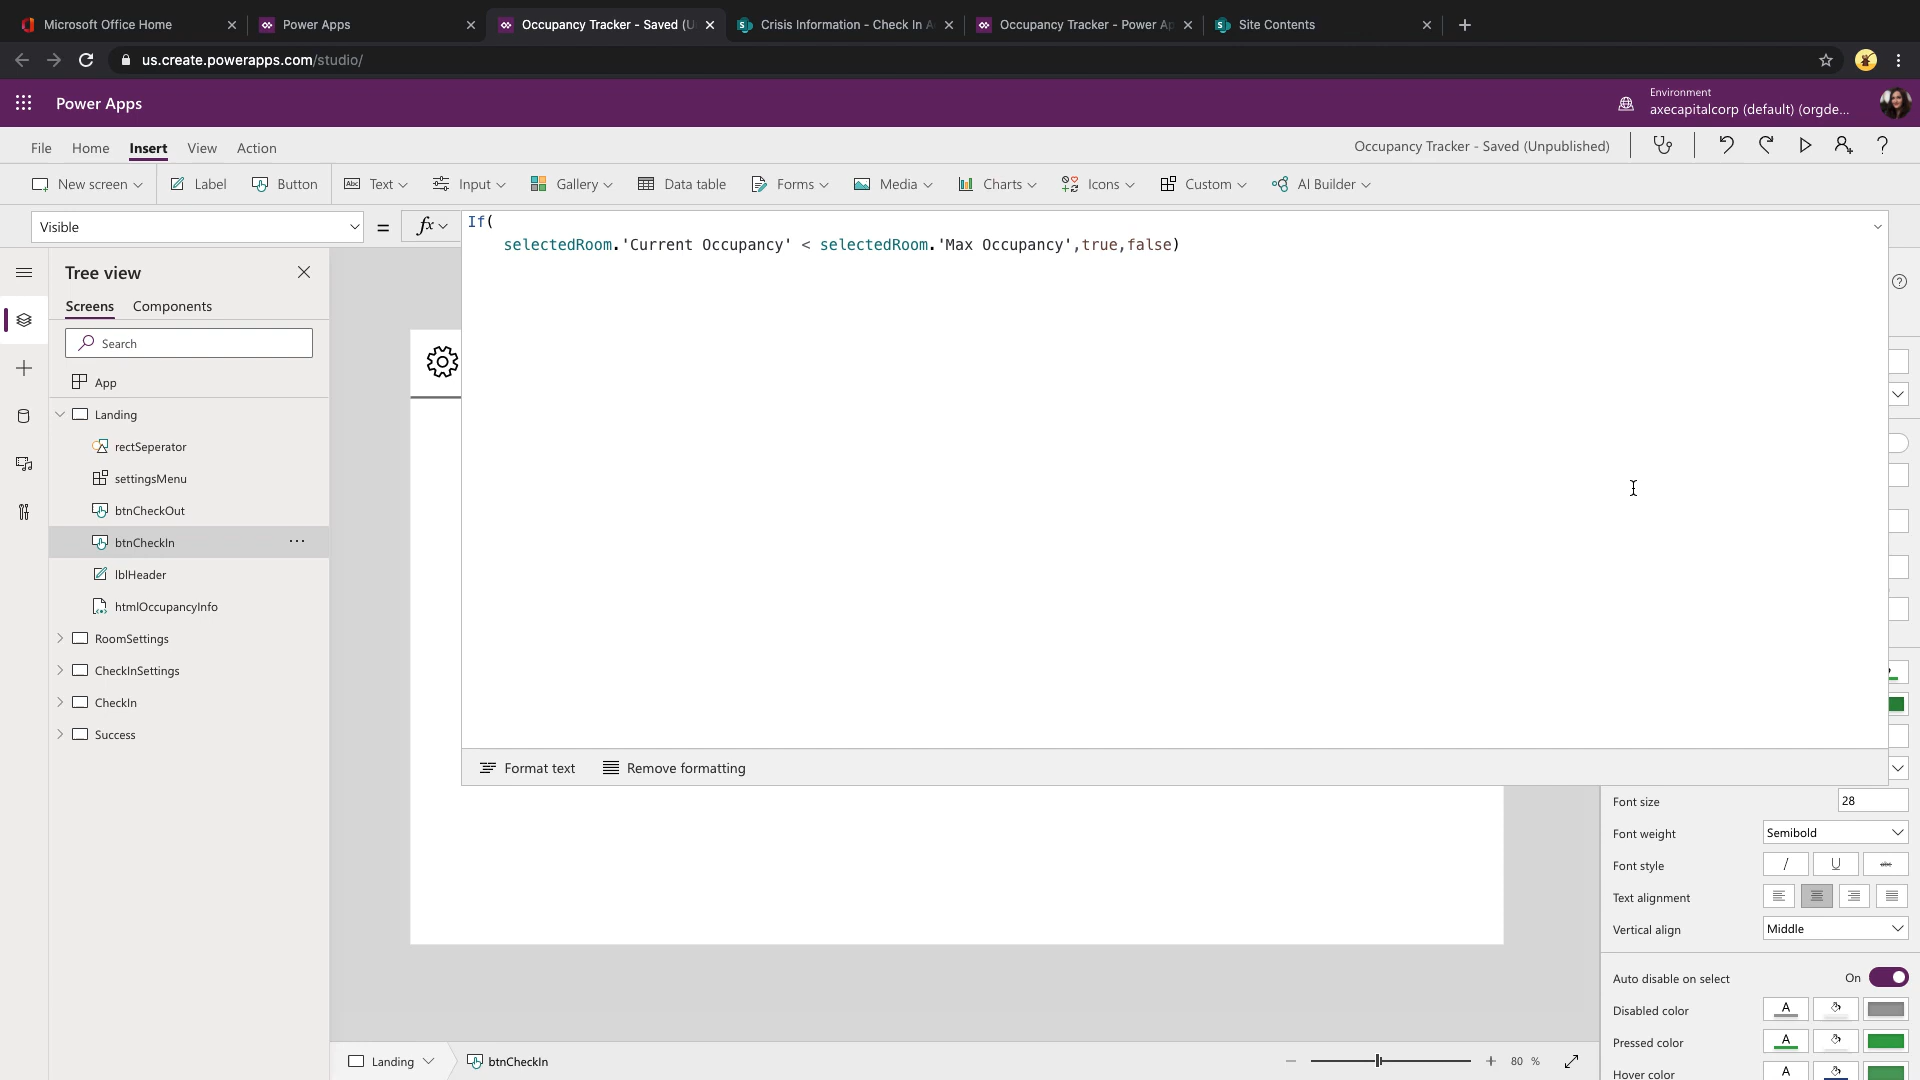 Microsoft Office Home
Power Apps
Occupancy Tracker - Saved (U
Crisis Information - Check In A
Occupancy Tracker - Power Ap
Site Contents
us.create.powerapps.com/studio/
Power Apps
Environment
axecapitalcorp (default) (orgde...
File
Home
Insert
View
Action
Occupancy Tracker - Saved (Unpublished)
New screen
Label
Button
Text
Input
Gallery
Data table
Forms
Media
Charts
Icons
Custom
AI Builder
Visible
=
fx
If(
selectedRoom.'Current Occupancy' < selectedRoom.'Max Occupancy',true,false)
Tree view
Screens
Components
Search
App
Landing
rectSeperator
settingsMenu
btnCheckOut
btnCheckIn
lblHeader
htmlOccupancyInfo
RoomSettings
CheckInSettings
CheckIn
Success
Format text
Remove formatting
Font size
28
Font weight
Semibold
Font style
/
U
abc
Text alignment
Vertical align
Middle
Auto disable on select
On
Disabled color
A
Pressed color
A
Hover color
A
Landing
btnCheckIn
80 %